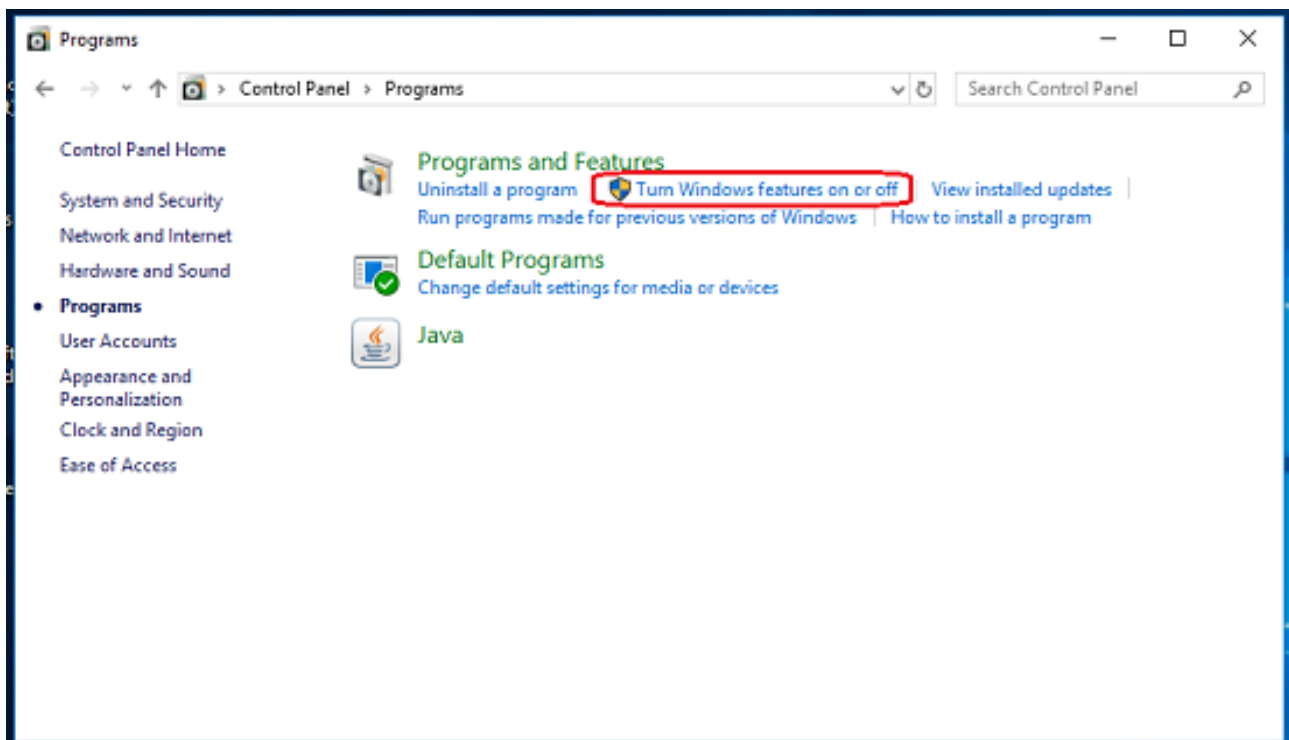 Programs
Control Panel > Programs
Search Control Panel
Control Panel Home
System and Security
Network and Internet
Hardware and Sound
Programs
User Accounts
Appearance and
Personalization
Clock and Region
Ease of Access
Programs and Features
Uninstall a program
Turn Windows features on or off
View installed updates
Run programs made for previous versions of Windows
How to install a program
Default Programs
Change default settings for media or devices
Java